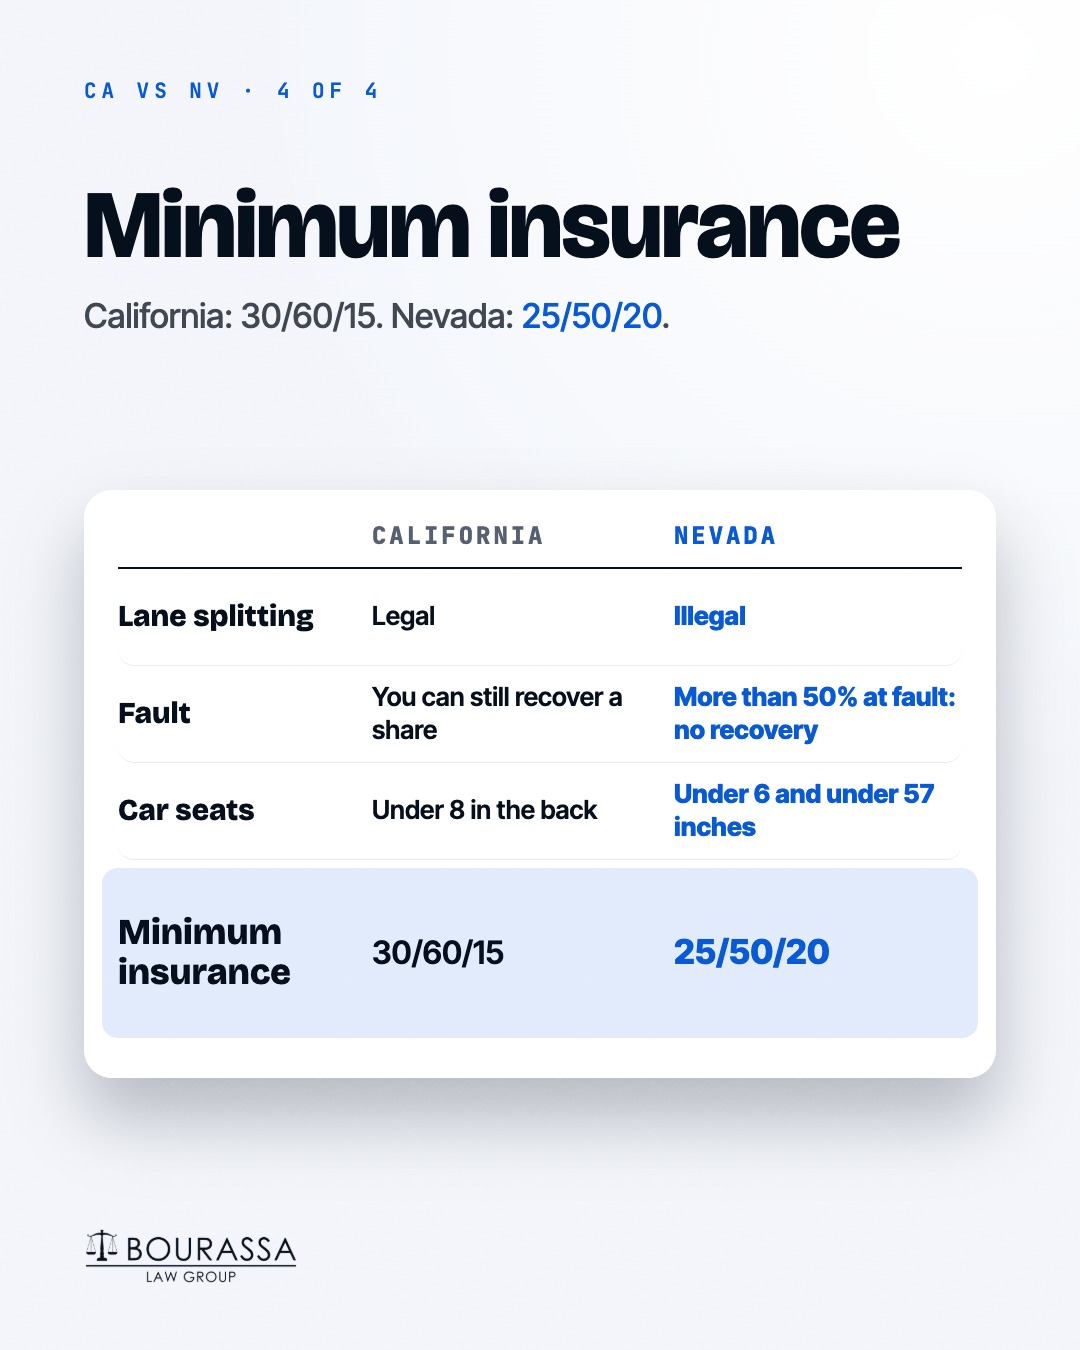 CA VS NV · 4 OF 4
Minimum insurance
California: 30/60/15. Nevada: 25/50/20.
CALIFORNIA NEVADA
Lane splitting Legal Illegal
Fault You can still recover a share More than 50% at fault: no recovery
Car seats Under 8 in the back Under 6 and under 57 inches
Minimum insurance 30/60/15 25/50/20
BOURASSA
LAW GROUP